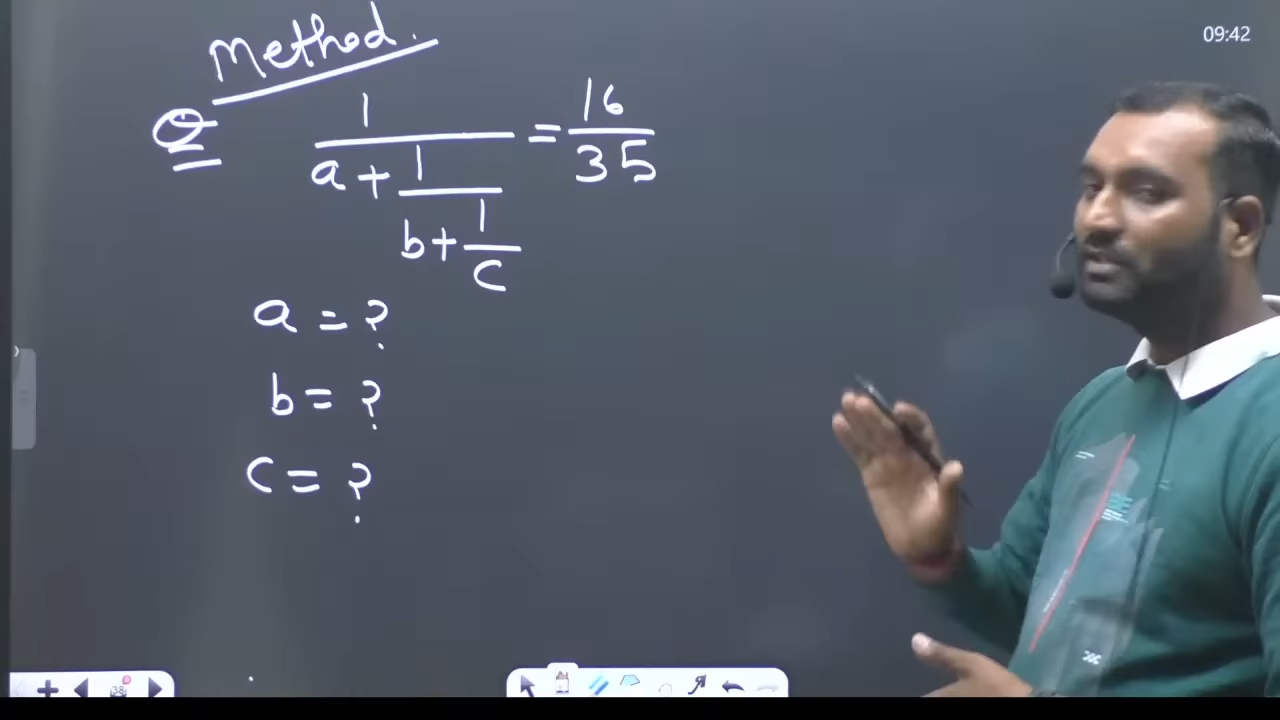 09:42
Method.
Q 1/(a+1/(b+1/c)) = 16/35
a = ?
b = ?
c = ?